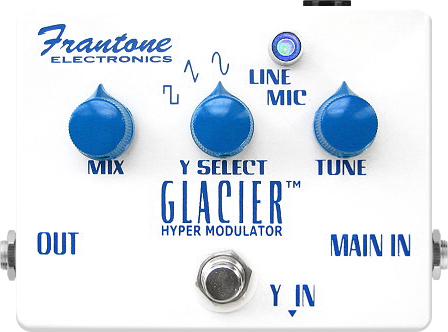 Frantone
ELECTRONICS
LINE
MIC
MIX
Y SELECT
TUNE
GLACIER™
HYPER MODULATOR
OUT
MAIN IN
Y IN